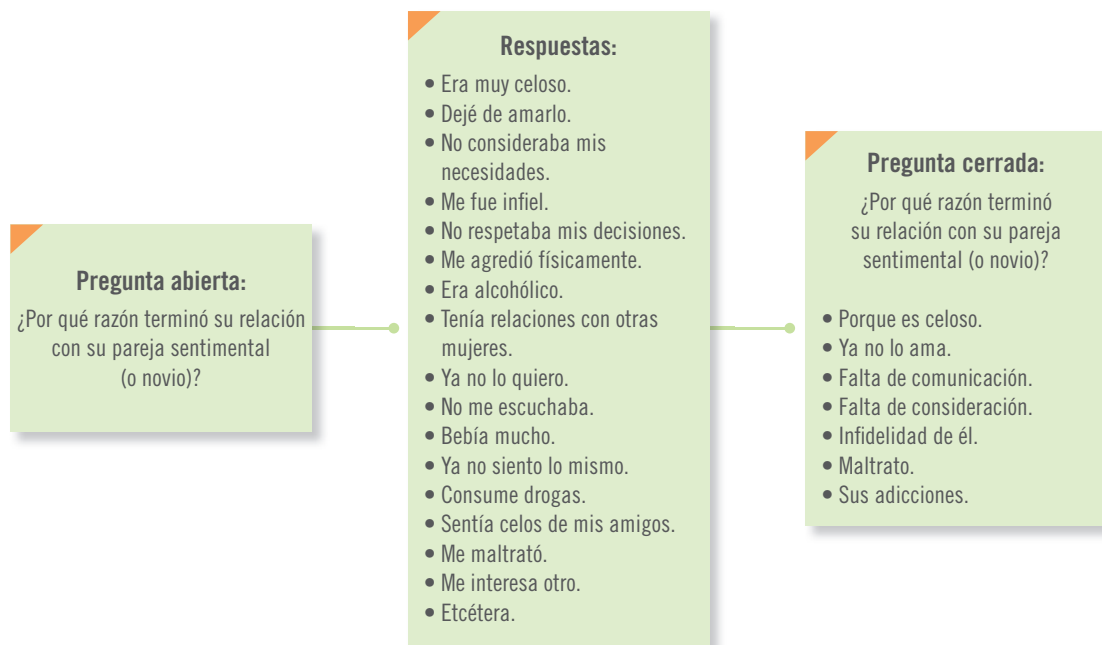 Pregunta abierta:
¿Por qué razón terminó su relación
con su pareja sentimental
(o novio)?
Respuestas:
• Era muy celoso.
• Dejé de amarlo.
• No consideraba mis
necesidades.
• Me fue infiel.
• No respetaba mis decisiones.
• Me agredió físicamente.
• Era alcohólico.
• Tenía relaciones con otras
mujeres.
• Ya no lo quiero.
• No me escuchaba.
• Bebía mucho.
• Ya no siento lo mismo.
• Consume drogas.
• Sentía celos de mis amigos.
• Me maltrató.
• Me interesa otro.
• Etcétera.
Pregunta cerrada:
¿Por qué razón terminó
su relación con su pareja
sentimental (o novio)?
• Porque es celoso.
• Ya no lo ama.
• Falta de comunicación.
• Falta de consideración.
• Infidelidad de él.
• Maltrato.
• Sus adicciones.